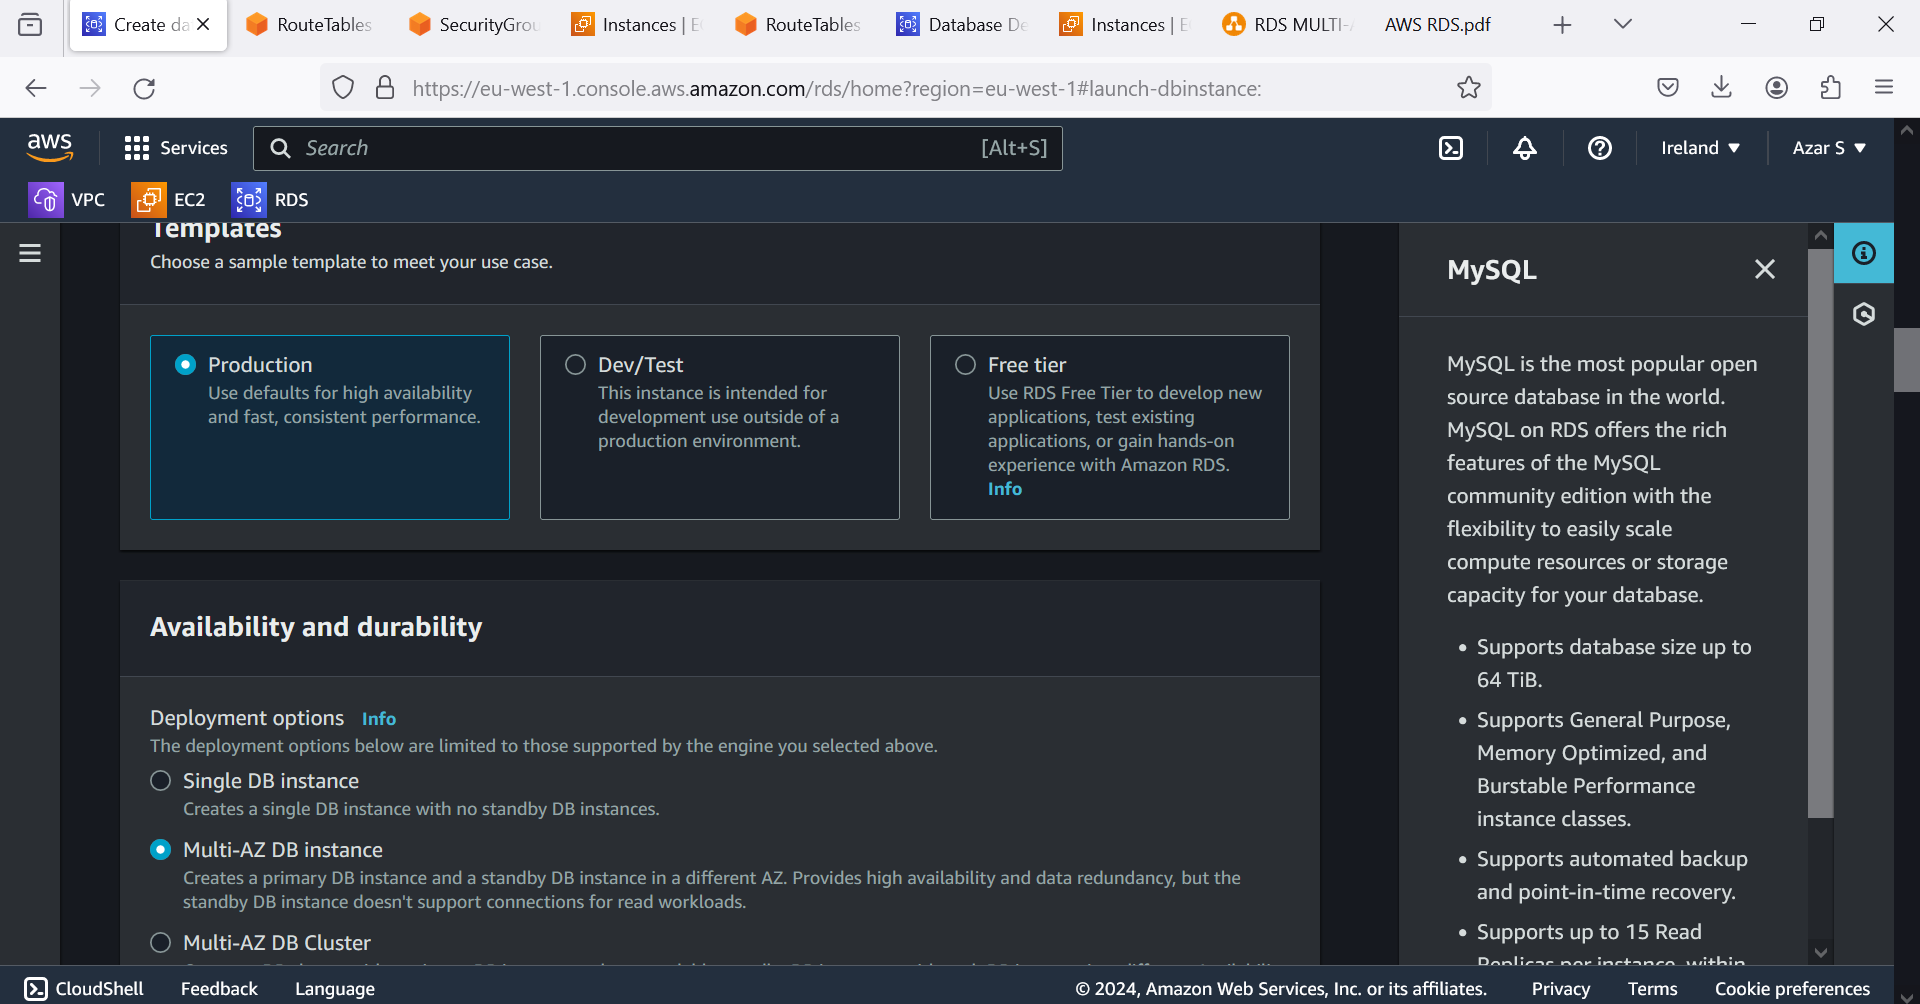 Create da
RouteTables
SecurityGrou
Instances | E
RouteTables
Database De
Instances | E
RDS MULTI-
AWS RDS.pdf
https://eu-west-1.console.aws.amazon.com/rds/home?region=eu-west-1#launch-dbinstance:
aws
Services
Search
[Alt+S]
Ireland
Azar S
VPC
EC2
RDS
Templates
Choose a sample template to meet your use case.
Production
Use defaults for high availability
and fast, consistent performance.
Dev/Test
This instance is intended for
development use outside of a
production environment.
Free tier
Use RDS Free Tier to develop new
applications, test existing
applications, or gain hands-on
experience with Amazon RDS.
Info
Availability and durability
Deployment options Info
The deployment options below are limited to those supported by the engine you selected above.
Single DB instance
Creates a single DB instance with no standby DB instances.
Multi-AZ DB instance
Creates a primary DB instance and a standby DB instance in a different AZ. Provides high availability and data redundancy, but the
standby DB instance doesn't support connections for read workloads.
Multi-AZ DB Cluster
MySQL
MySQL is the most popular open
source database in the world.
MySQL on RDS offers the rich
features of the MySQL
community edition with the
flexibility to easily scale
compute resources or storage
capacity for your database.
• Supports database size up to
64 TiB.
• Supports General Purpose,
Memory Optimized, and
Burstable Performance
instance classes.
• Supports automated backup
and point-in-time recovery.
• Supports up to 15 Read
Replicas per instance, within
CloudShell
Feedback
Language
© 2024, Amazon Web Services, Inc. or its affiliates.
Privacy
Terms
Cookie preferences